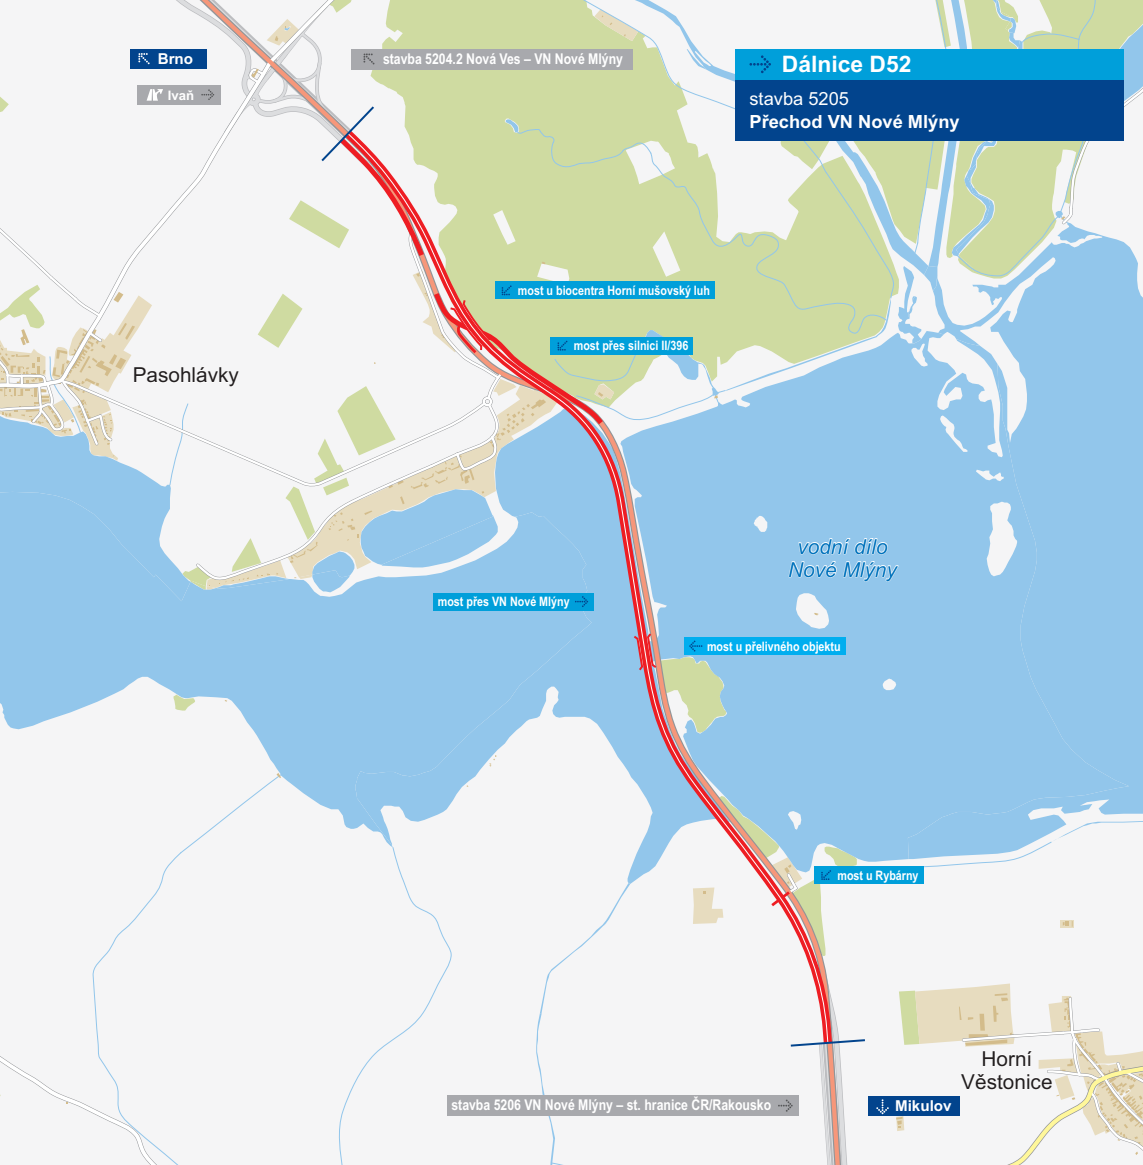 Brno
stavba 5204.2 Nová Ves – VN Nové Mlýny
Dálnice D52
Ivaň
stavba 5205
Přechod VN Nové Mlýny
most u biocentra Horní mušovský luh
most přes silnici II/396
Pasohlávky
vodní dílo
Nové Mlýny
most přes VN Nové Mlýny
most u přelivného objektu
most u Rybárny
Horní
Věstonice
stavba 5206 VN Nové Mlýny – st. hranice ČR/Rakousko
Mikulov